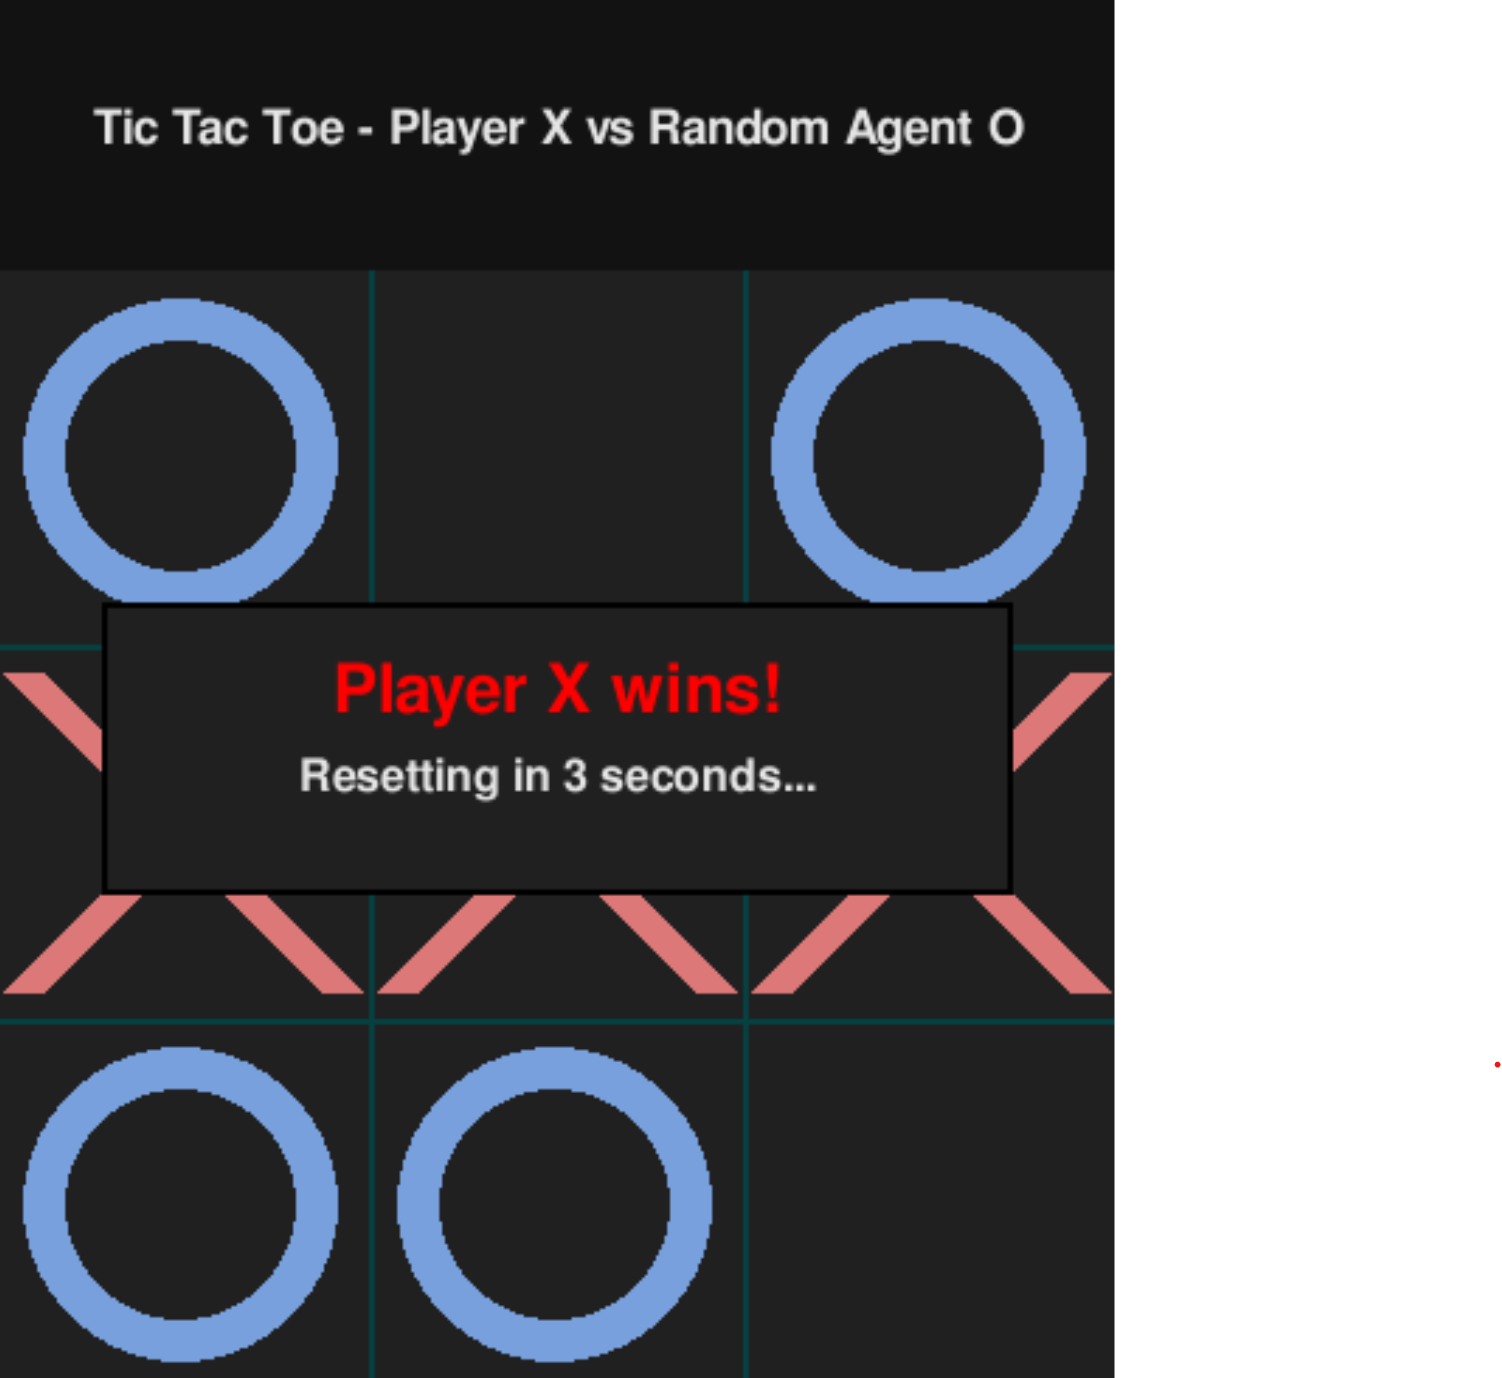 Tic Tac Toe - Player X vs Random Agent O
Player X wins!
Resetting in 3 seconds...